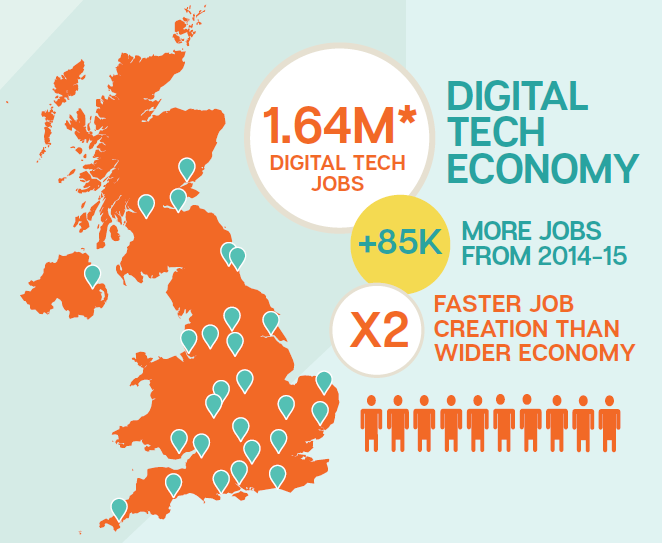 1.64M*
DIGITAL TECH
JOBS
DIGITAL
TECH
ECONOMY
+85K
MORE JOBS
FROM 2014-15
X2
FASTER JOB
CREATION THAN
WIDER ECONOMY